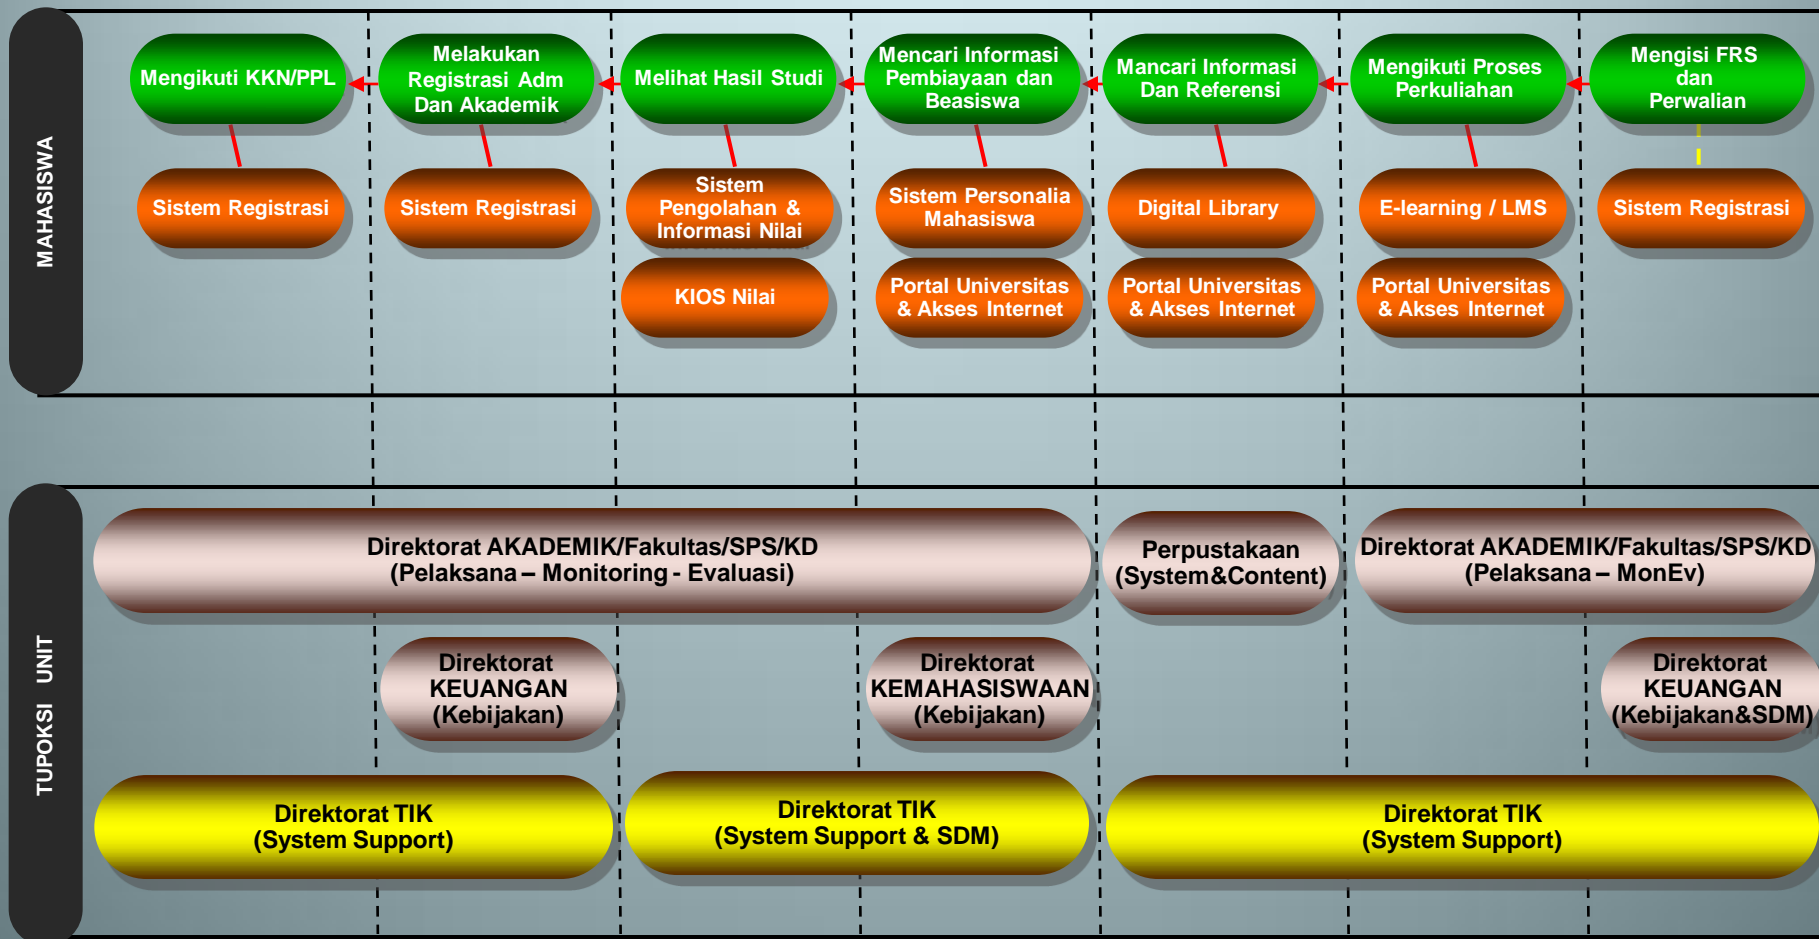 MAHASISWA
Mengikuti KKN/PPL
Melakukan
Registrasi Adm
Dan Akademik
Melihat Hasil Studi
Mencari Informasi
Pembiayaan dan
Beasiswa
Mancari Informasi
Dan Referensi
Mengikuti Proses
Perkuliahan
Mengisi FRS
dan
Perwalian
Sistem Registrasi
Sistem Registrasi
Sistem
Pengolahan &
Informasi Nilai
Sistem Personalia
Mahasiswa
Digital Library
E-learning / LMS
Sistem Registrasi
KIOS Nilai
Portal Universitas
& Akses Internet
Portal Universitas
& Akses Internet
Portal Universitas
& Akses Internet
TUPOKSI UNIT
Direktorat AKADEMIK/Fakultas/SPS/KD
(Pelaksana – Monitoring - Evaluasi)
Perpustakaan
(System&Content)
Direktorat AKADEMIK/Fakultas/SPS/KD
(Pelaksana – MonEv)
Direktorat
KEUANGAN
(Kebijakan)
Direktorat
KEMAHASISWAAN
(Kebijakan)
Direktorat
KEUANGAN
(Kebijakan&SDM)
Direktorat TIK
(System Support)
Direktorat TIK
(System Support & SDM)
Direktorat TIK
(System Support)